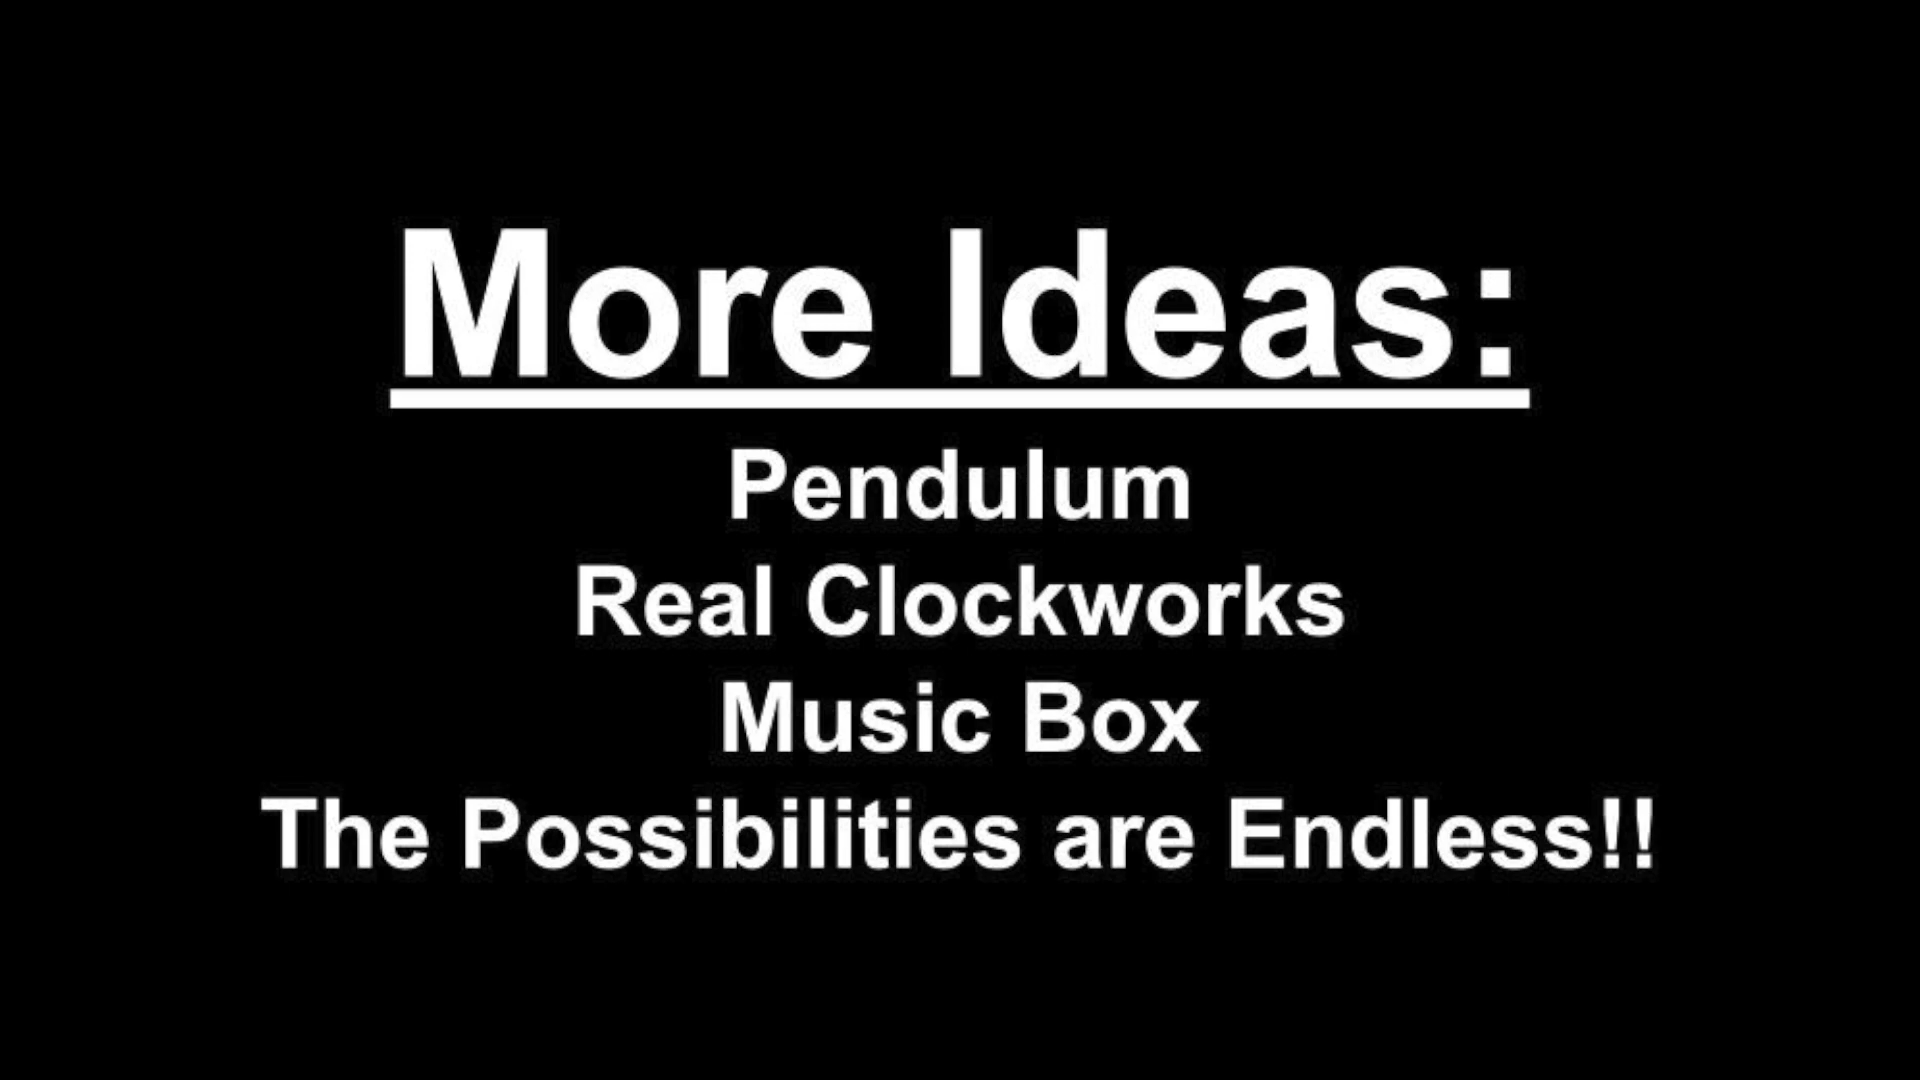 More Ideas:
Pendulum
Real Clockworks
Music Box
The Possibilities are Endless!!